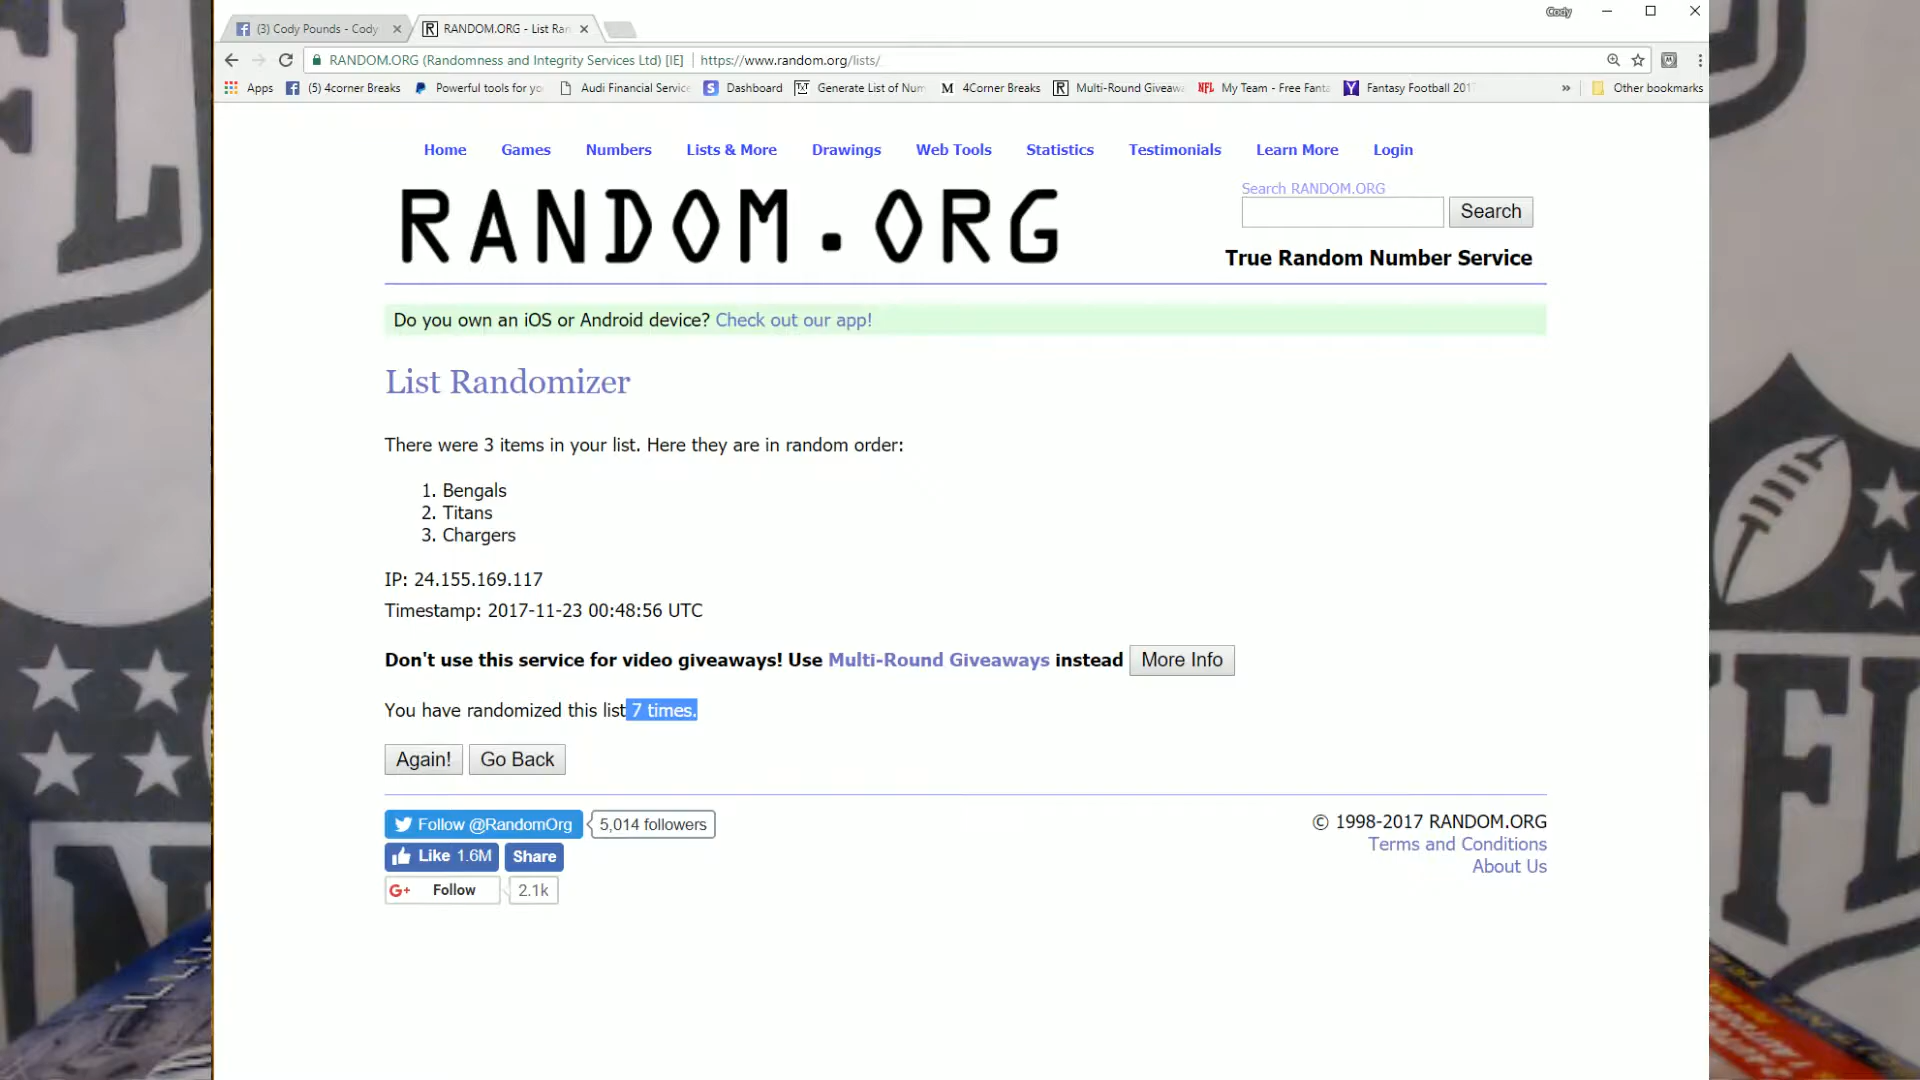 Cody
(3) Cody Pounds - Cody
RANDOM.ORG - List Ran
RANDOM.ORG (Randomness and Integrity Services Ltd) [IE] https://www.random.org/lists/
Apps (5) 4corner Breaks Powerful tools for yo Audi Financial Service Dashboard Generate List of Num 4Corner Breaks Multi-Round Giveawa My Team - Free Fanta Fantasy Football 2017 » Other bookmarks
Home Games Numbers Lists & More Drawings Web Tools Statistics Testimonials Learn More Login
RANDOM.ORG
Search RANDOM.ORG
Search
True Random Number Service
Do you own an iOS or Android device? Check out our app!
List Randomizer
There were 3 items in your list. Here they are in random order:
1. Bengals
2. Titans
3. Chargers
IP: 24.155.169.117
Timestamp: 2017-11-23 00:48:56 UTC
Don't use this service for video giveaways! Use Multi-Round Giveaways instead More Info
You have randomized this list 7 times.
Again! Go Back
Follow @RandomOrg 5,014 followers
Like 1.6M Share
G+ Follow 2.1k
© 1998-2017 RANDOM.ORG
Terms and Conditions
About Us
NFL